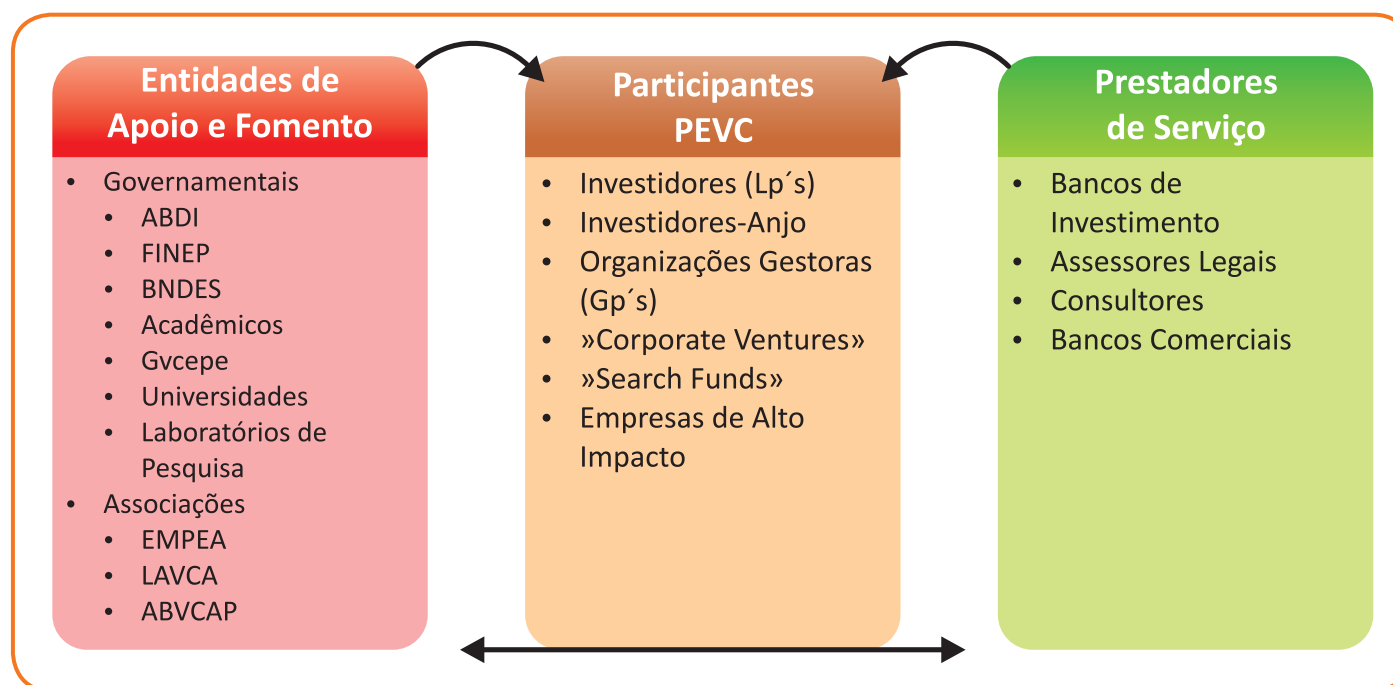 Entidades de
Apoio e Fomento
• Governamentais
• ABDI
• FINEP
• BNDES
• Acadêmicos
• Gvcepe
• Universidades
• Laboratórios de
Pesquisa
• Associações
• EMPEA
• LAVCA
• ABVCAP
Participantes
PEVC
• Investidores (Lp´s)
• Investidores-Anjo
• Organizações Gestoras
(Gp´s)
• »Corporate Ventures»
• »Search Funds»
• Empresas de Alto
Impacto
Prestadores
de Serviço
• Bancos de
Investimento
• Assessores Legais
• Consultores
• Bancos Comerciais